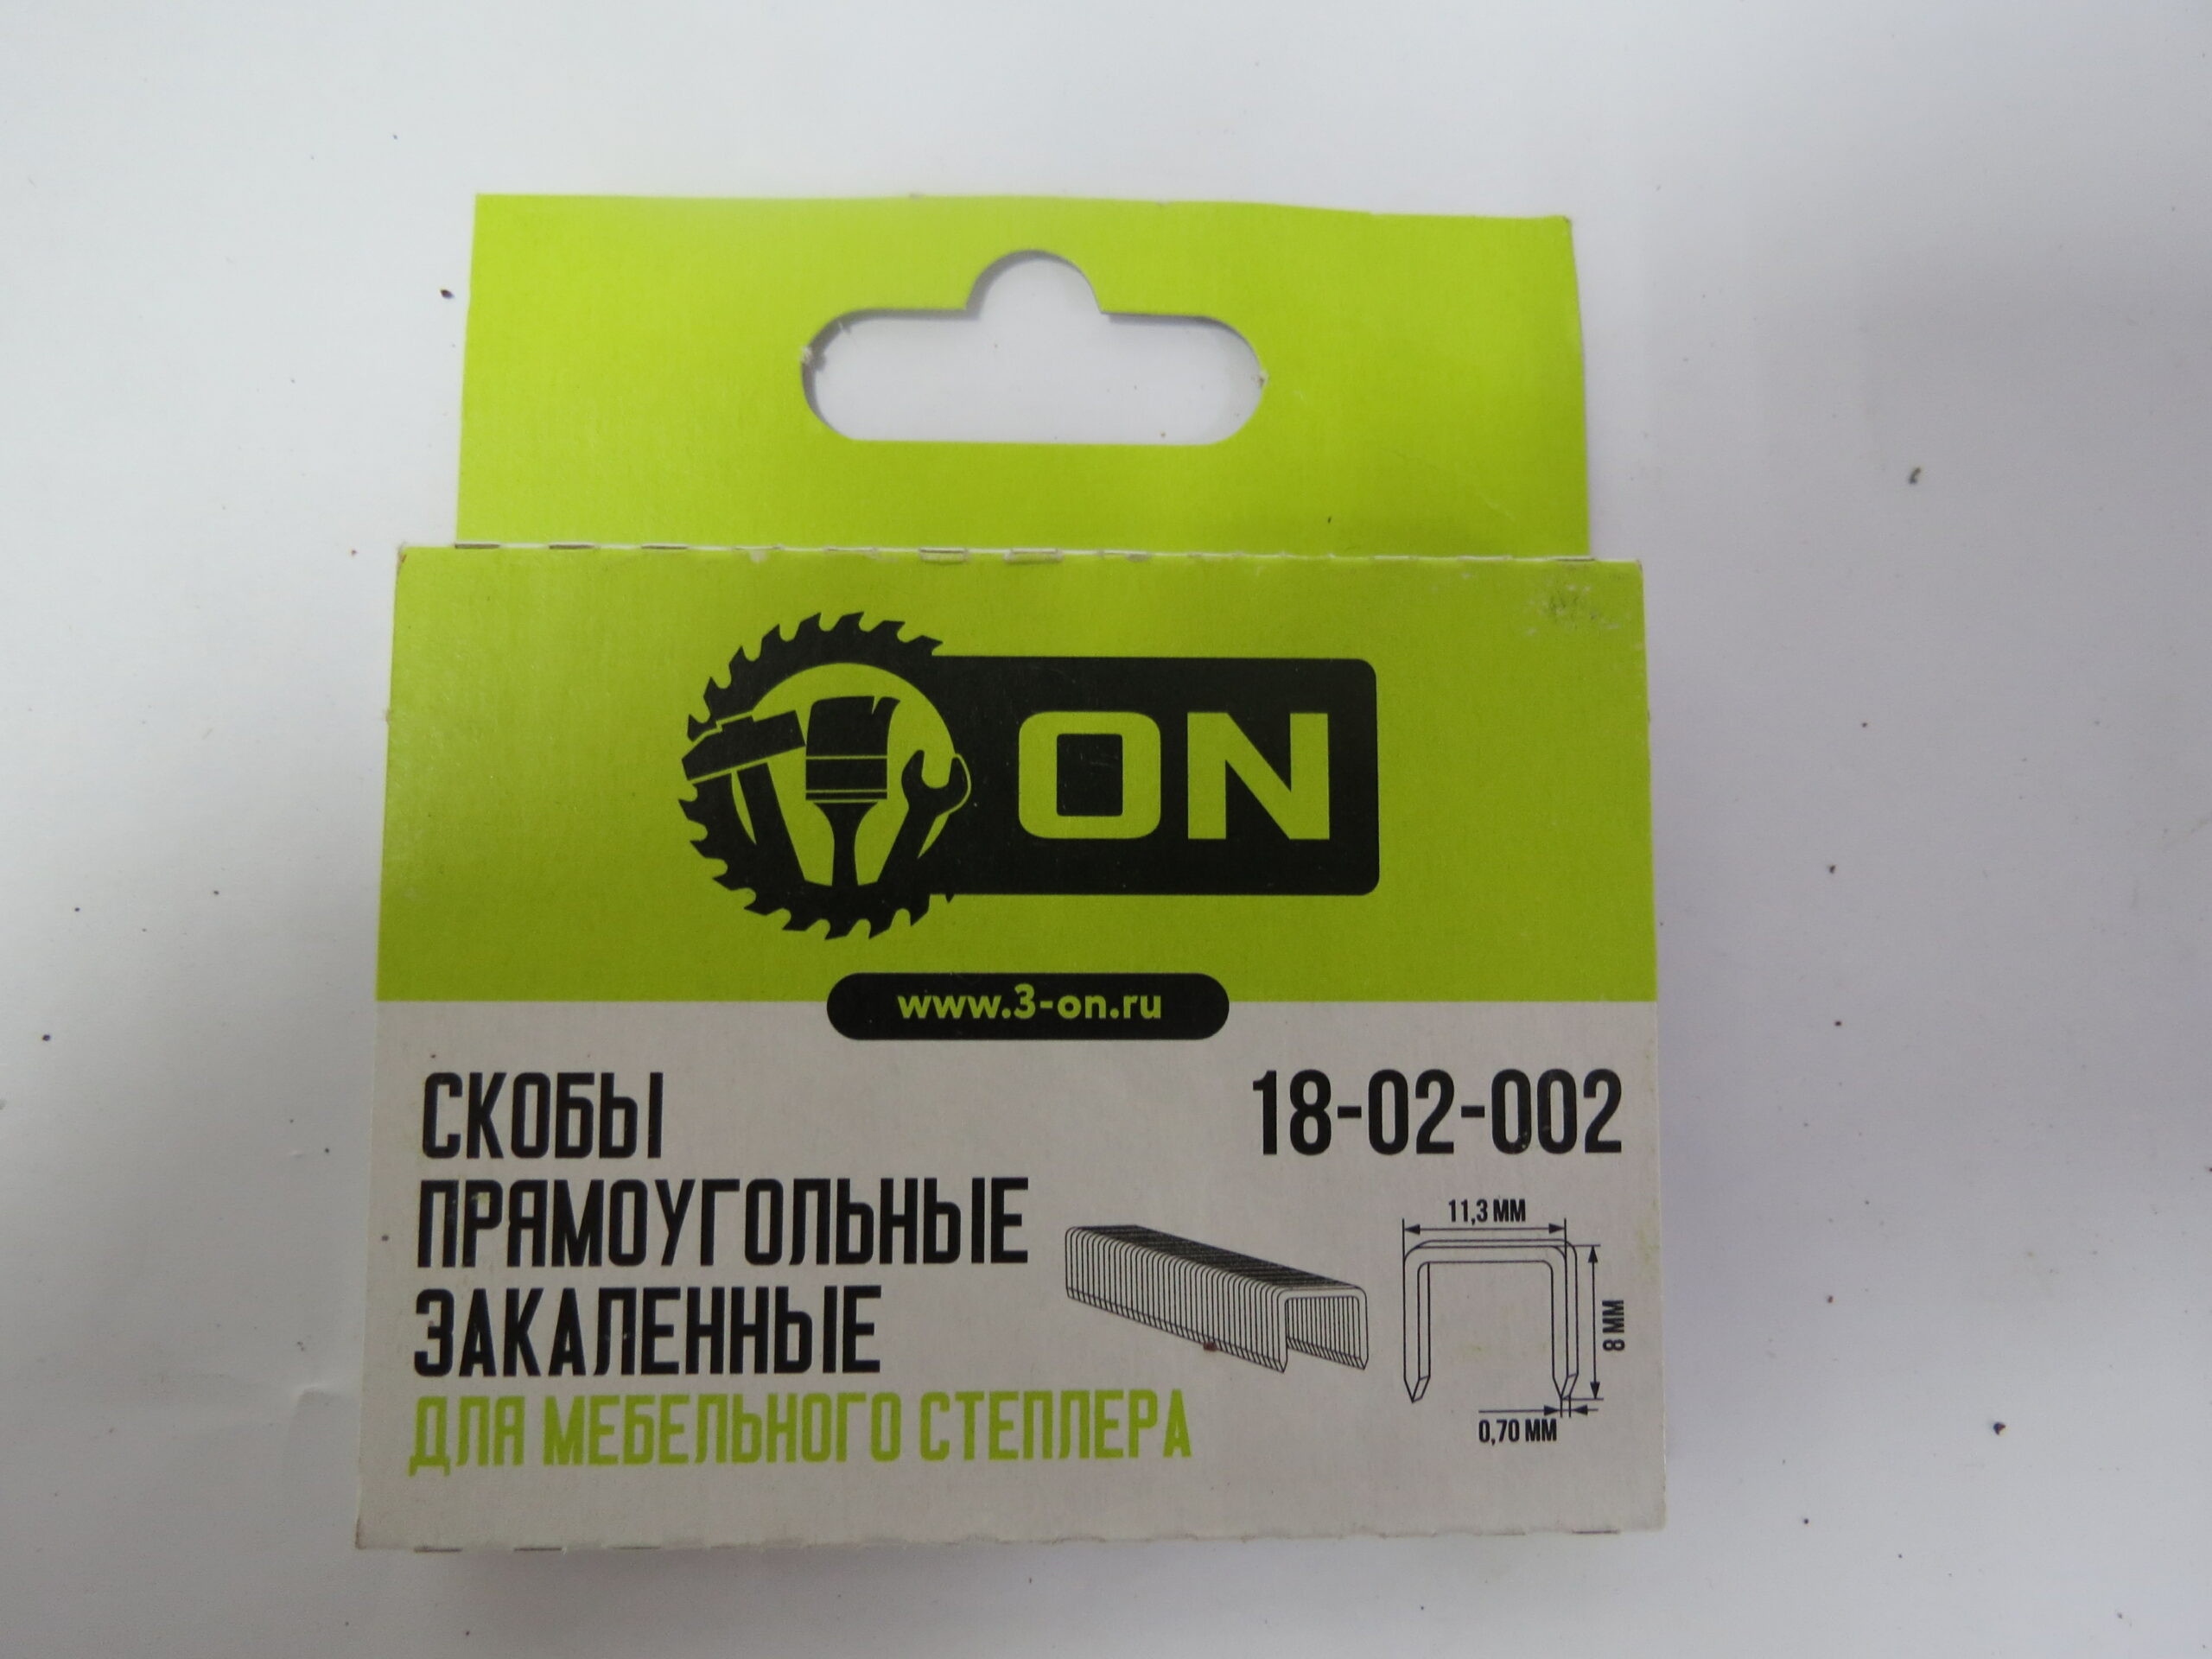 ON
www.3-on.ru
СКОБЫ
ПРЯМОУГОЛЬНЫЕ
ЗАКАЛЕННЫЕ
ДЛЯ МЕБЕЛЬНОГО СТЕПЛЕРА
18-02-002
11,3 ММ
8 ММ
0,70 ММ